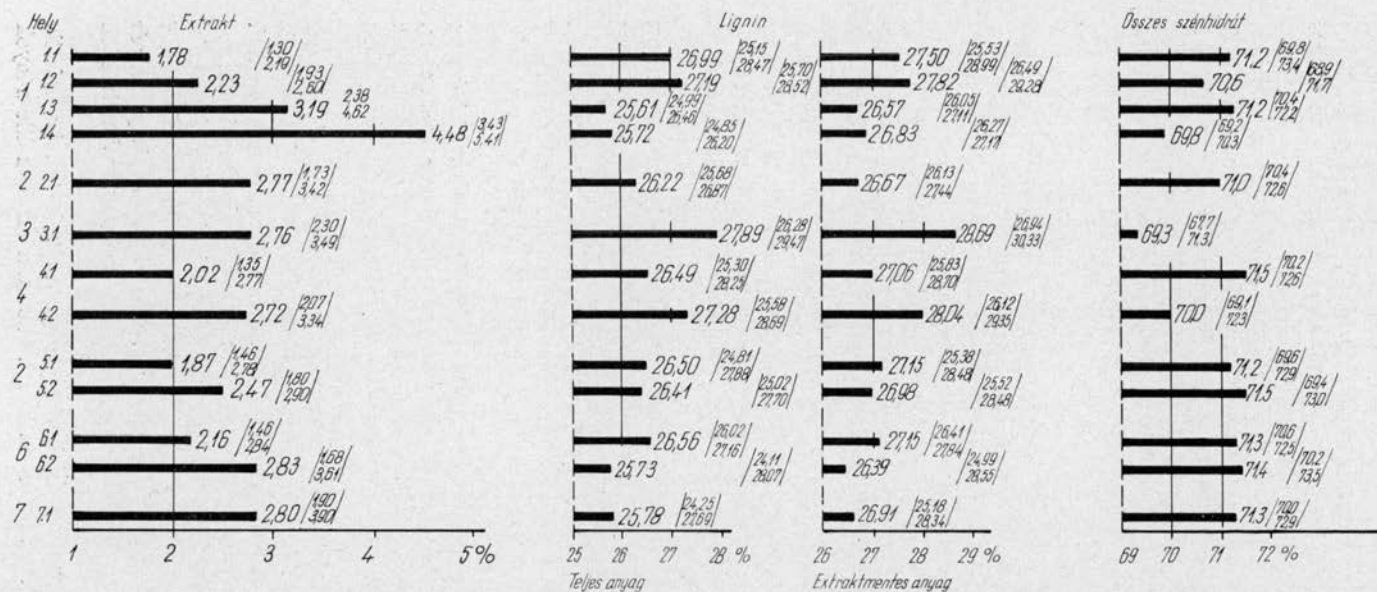 Hely Extrakt Lignin Összes szénhidrát
1
1.1 1,78 /1,30 2,19/ 26,99 /25,15 28,47/ 27,50 /25,53 28,99/ 71,2 /69,8 73,4/
1.2 2,23 /1,93 2,60/ 27,19 /25,70 28,52/ 27,82 /26,49 29,28/ 70,6 /68,9 71,7/
1.3 3,19 2,38 4,62 25,61 /24,99 26,46/ 26,57 /26,05 27,11/ 71,2 /70,4 72,2/
1.4 4,48 /3,43 5,41/ 25,72 /24,85 26,20/ 26,83 /26,27 27,17/ 69,8 /69,2 70,3/
2 2.1 2,77 /1,73 3,42/ 26,22 /25,68 26,87/ 26,67 /26,13 27,44/ 71,0 /70,4 72,6/
3 3.1 2,76 /2,30 3,49/ 27,89 /26,28 29,47/ 28,69 /26,94 30,33/ 69,3 /67,7 71,3/
4
4.1 2,02 /1,35 2,77/ 26,49 /25,30 28,25/ 27,06 /25,83 28,70/ 71,5 /70,2 72,6/
4.2 2,72 /2,07 3,34/ 27,28 /25,58 28,69/ 28,04 /26,12 29,35/ 70,0 /69,1 72,3/
2
5.1 1,87 /1,46 2,78/ 26,50 /24,81 27,88/ 27,15 /25,38 28,48/ 71,2 /69,6 72,9/
5.2 2,47 /1,80 2,90/ 26,41 /25,02 27,70/ 26,98 /25,52 28,48/ 71,5 /69,4 73,0/
6
6.1 2,16 /1,46 2,84/ 26,56 /26,02 27,16/ 27,15 /26,41 27,84/ 71,3 /70,6 72,5/
6.2 2,83 /1,68 3,61/ 25,73 /24,11 28,07/ 26,39 /24,99 28,55/ 71,4 /70,2 73,5/
7 7.1 2,80 /1,90 3,90/ 25,78 /24,25 27,69/ 26,91 /25,18 28,34/ 71,3 /70,0 72,9/
1 2 3 4 5% 25 26 27 28 % 26 27 28 29 % 69 70 71 72 %
Teljes anyag Extraktmentes anyag